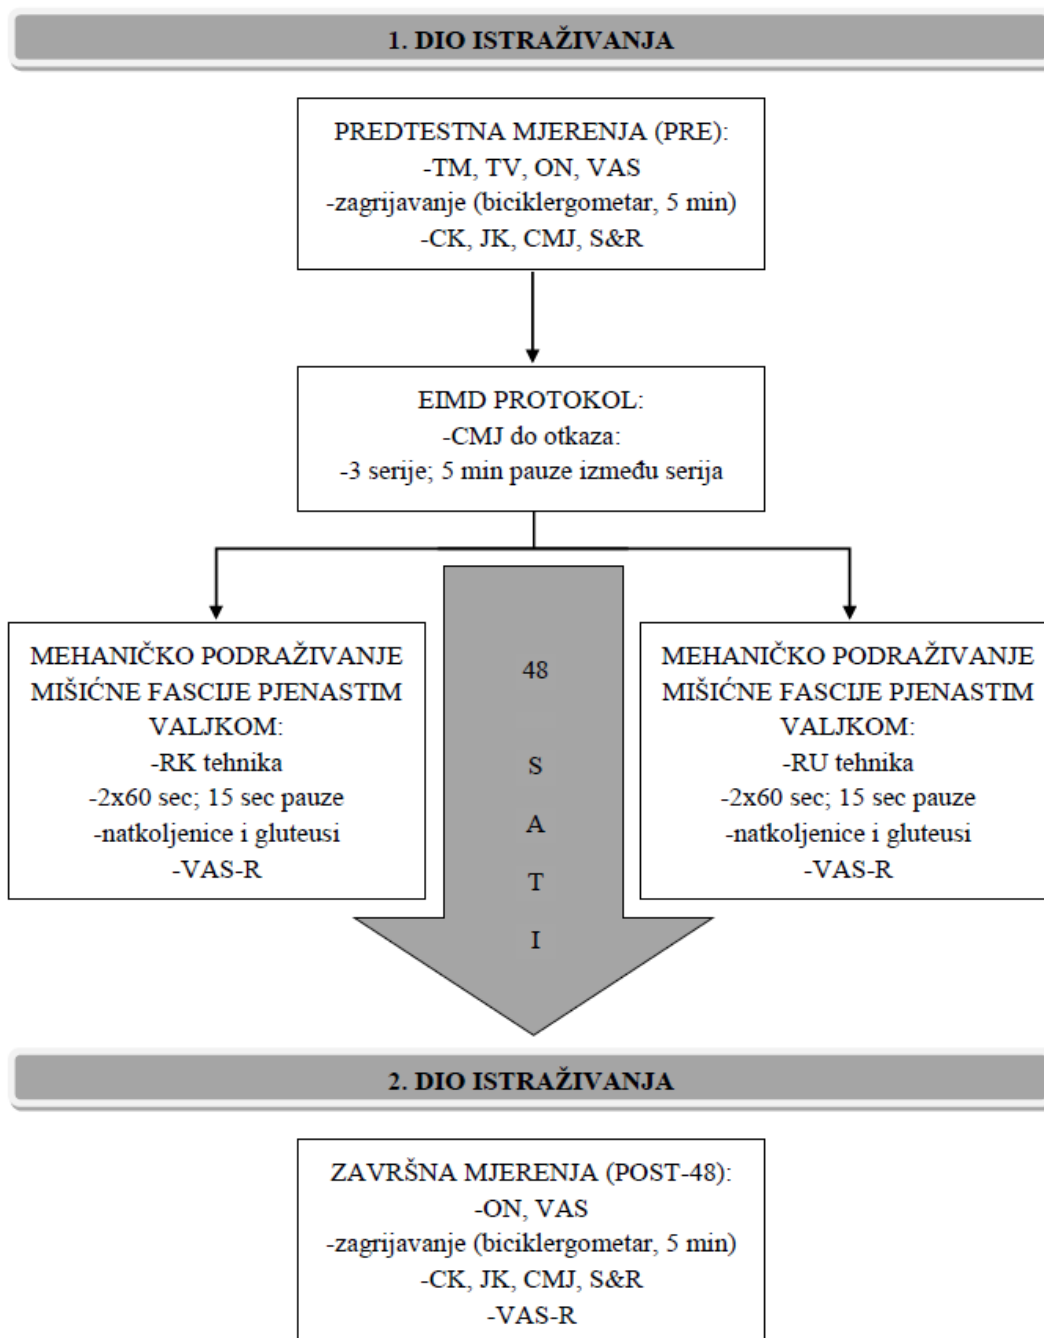 1. DIO ISTRAŽIVANJA
PREDTESTNA MJERENJA (PRE):
-TM, TV, ON, VAS
-zagrijavanje (biciklergometar, 5 min)
-CK, JK, CMJ, S&R
EIMD PROTOKOL:
-CMJ do otkaza:
-3 serije; 5 min pauze između serija
MEHANIČKO PODRAŽIVANJE
MIŠIĆNE FASCIJE PJENASTIM
VALJKOM:
-RK tehnika
-2x60 sec; 15 sec pauze
-natkoljenice i gluteusi
-VAS-R
48
S
A
T
I
MEHANIČKO PODRAŽIVANJE
MIŠIĆNE FASCIJE PJENASTIM
VALJKOM:
-RU tehnika
-2x60 sec; 15 sec pauze
-natkoljenice i gluteusi
-VAS-R
2. DIO ISTRAŽIVANJA
ZAVRŠNA MJERENJA (POST-48):
-ON, VAS
-zagrijavanje (biciklergometar, 5 min)
-CK, JK, CMJ, S&R
-VAS-R